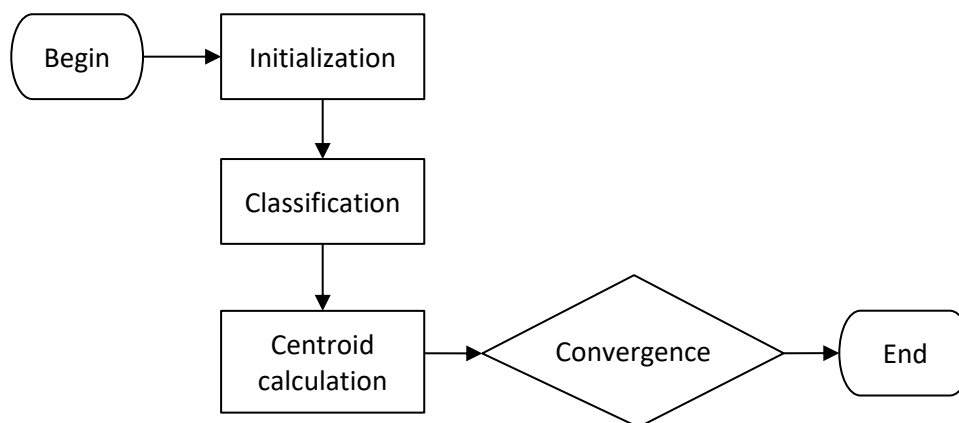 Begin
Initialization
Classification
Centroid
calculation
Convergence
End